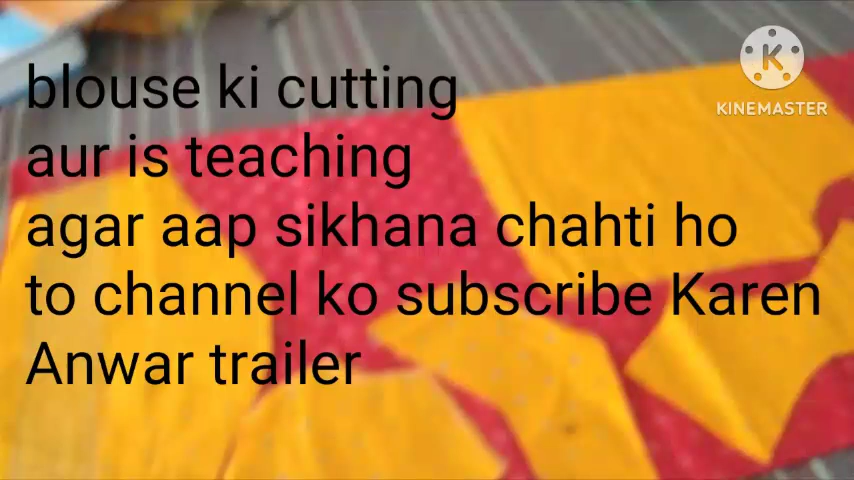 KINEMASTER
blouse ki cutting
aur is teaching
agar aap sikhana chahti ho
to channel ko subscribe Karen
Anwar trailer